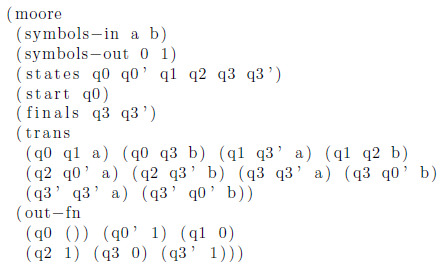 (moore
(symbols−in a b)
(symbols−out 0 1)
(states q0 q0' q1 q2 q3 q3')
(start q0)
(finals q3 q3')
(trans
(q0 q1 a) (q0 q3 b) (q1 q3' a) (q1 q2 b)
(q2 q0' a) (q2 q3' b) (q3 q3' a) (q3 q0' b)
(q3' q3' a) (q3' q0' b))
(out−fn
(q0 ()) (q0' 1) (q1 0)
(q2 1) (q3 0) (q3' 1)))